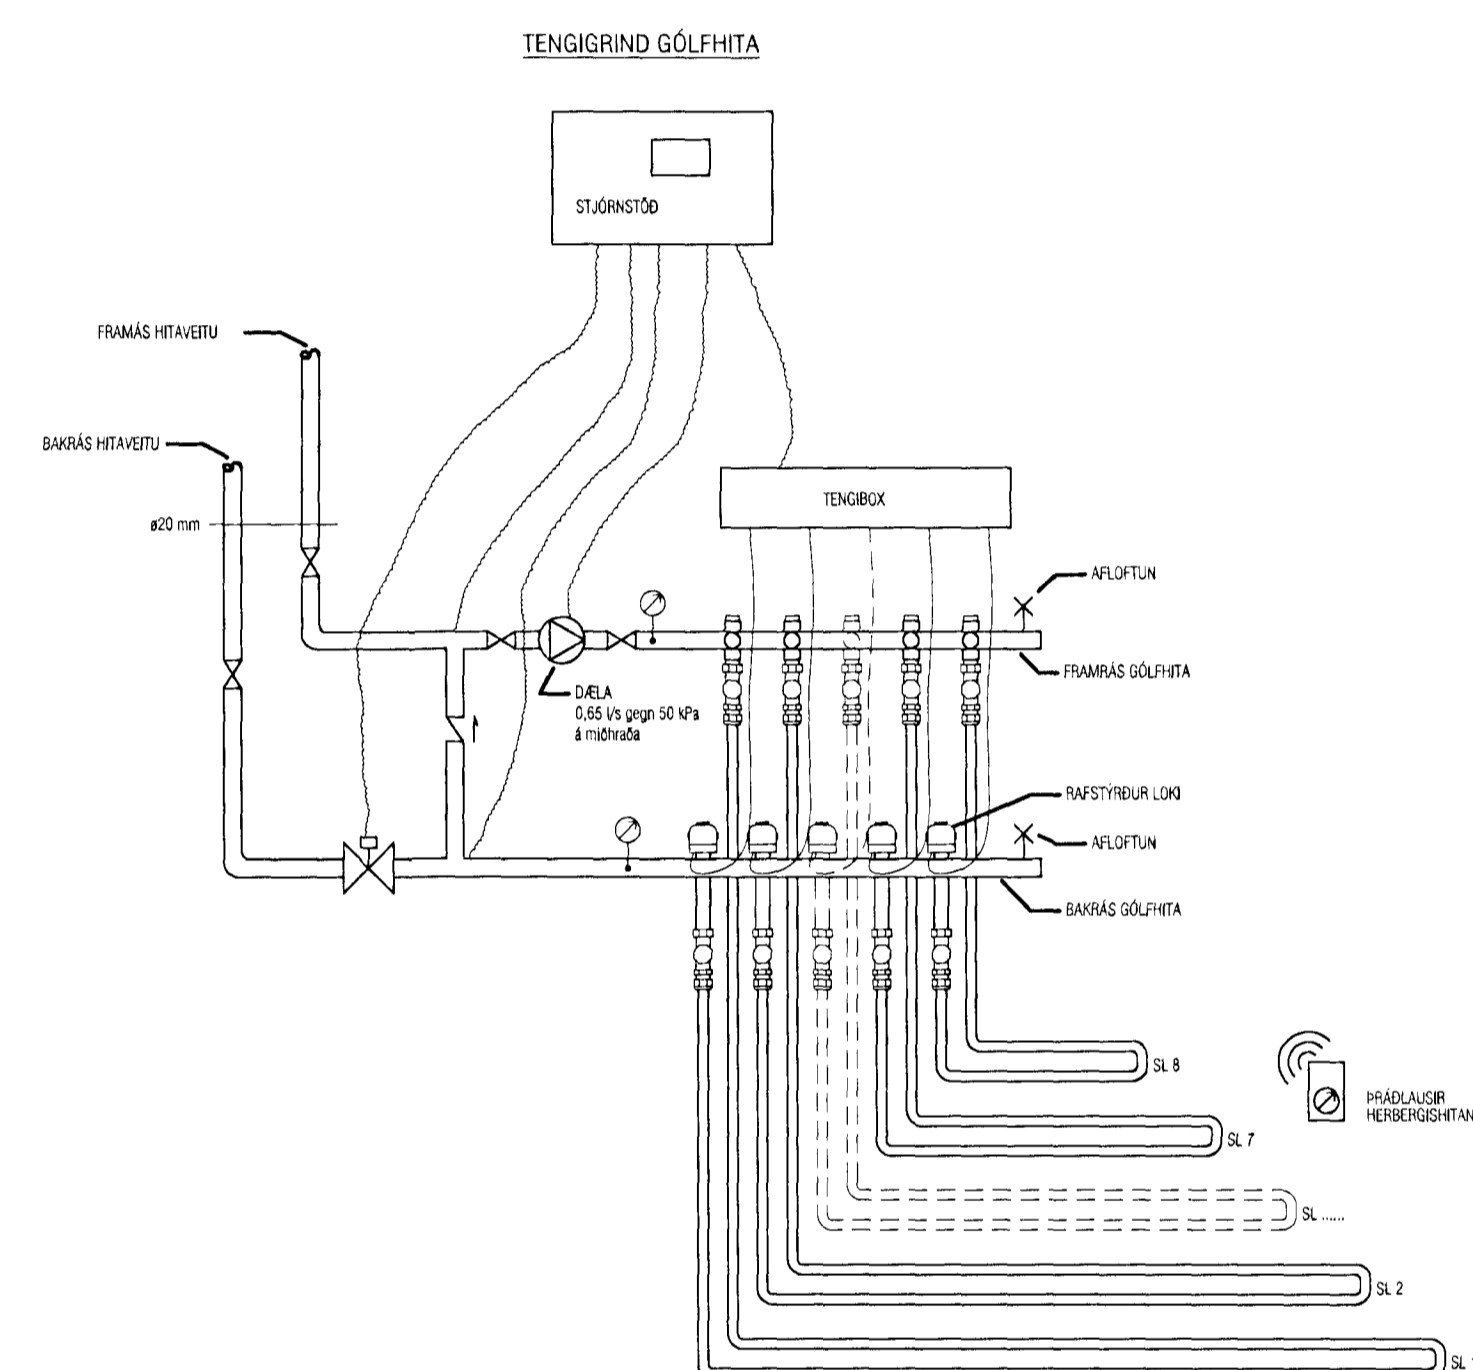 TENGIGRIND GÓLFHITA
STJÓRNSTÖÐ
FRAMÁS HITAVEITU
BAKRÁS HITAVEITU
ø20 mm
TENGIBOX
AFLOFTUN
FRAMRÁS GÓLFHITA
DÆLA
0,65 l/s gegn 50 kPa
á miðhraða
RAFSTÝRÐUR LOKI
AFLOFTUN
BAKRÁS GÓLFHITA
SL 8
ÞRÁÐLAUSIR
HERBERGISHITAN
SL 7
SL ......
SL 2
SL